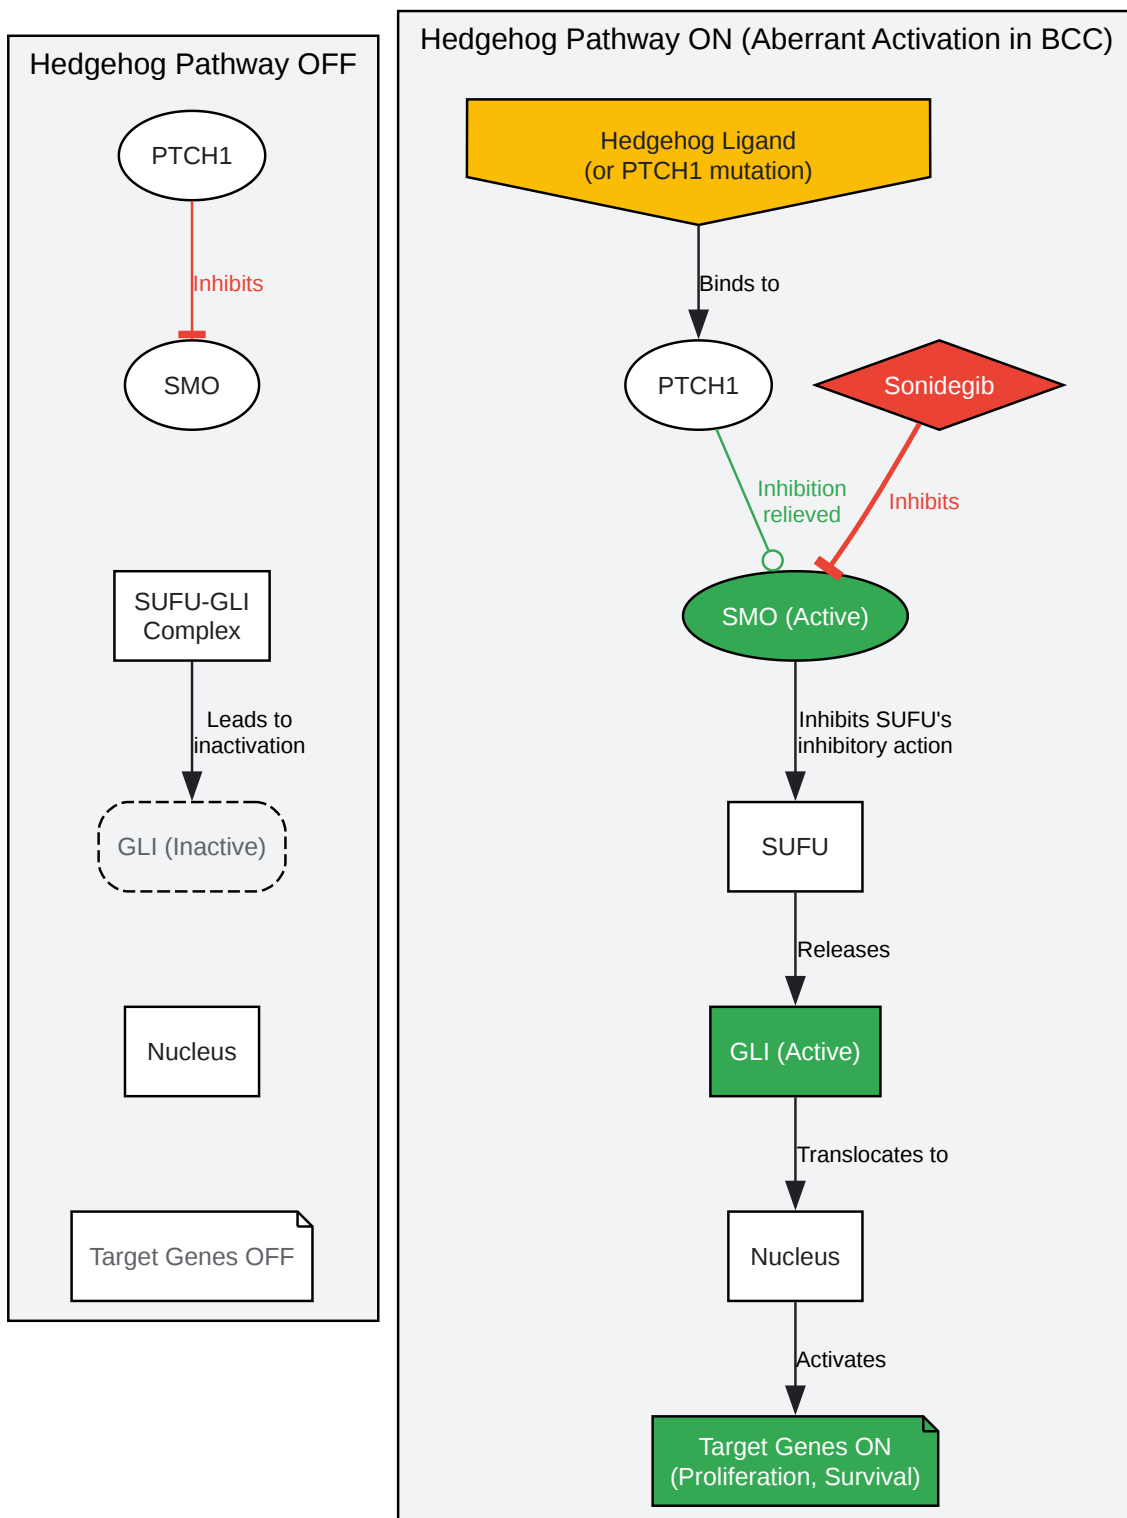 Hedgehog Pathway OFF
PTCH1
Inhibits
SMO
SUFU-GLI
Complex
Leads to
inactivation
GLI (Inactive)
Nucleus
Target Genes OFF
Hedgehog Pathway ON (Aberrant Activation in BCC)
Hedgehog Ligand
(or PTCH1 mutation)
Binds to
PTCH1
Sonidegib
Inhibition
relieved
Inhibits
SMO (Active)
Inhibits SUFU's
inhibitory action
SUFU
Releases
GLI (Active)
Translocates to
Nucleus
Activates
Target Genes ON
(Proliferation, Survival)